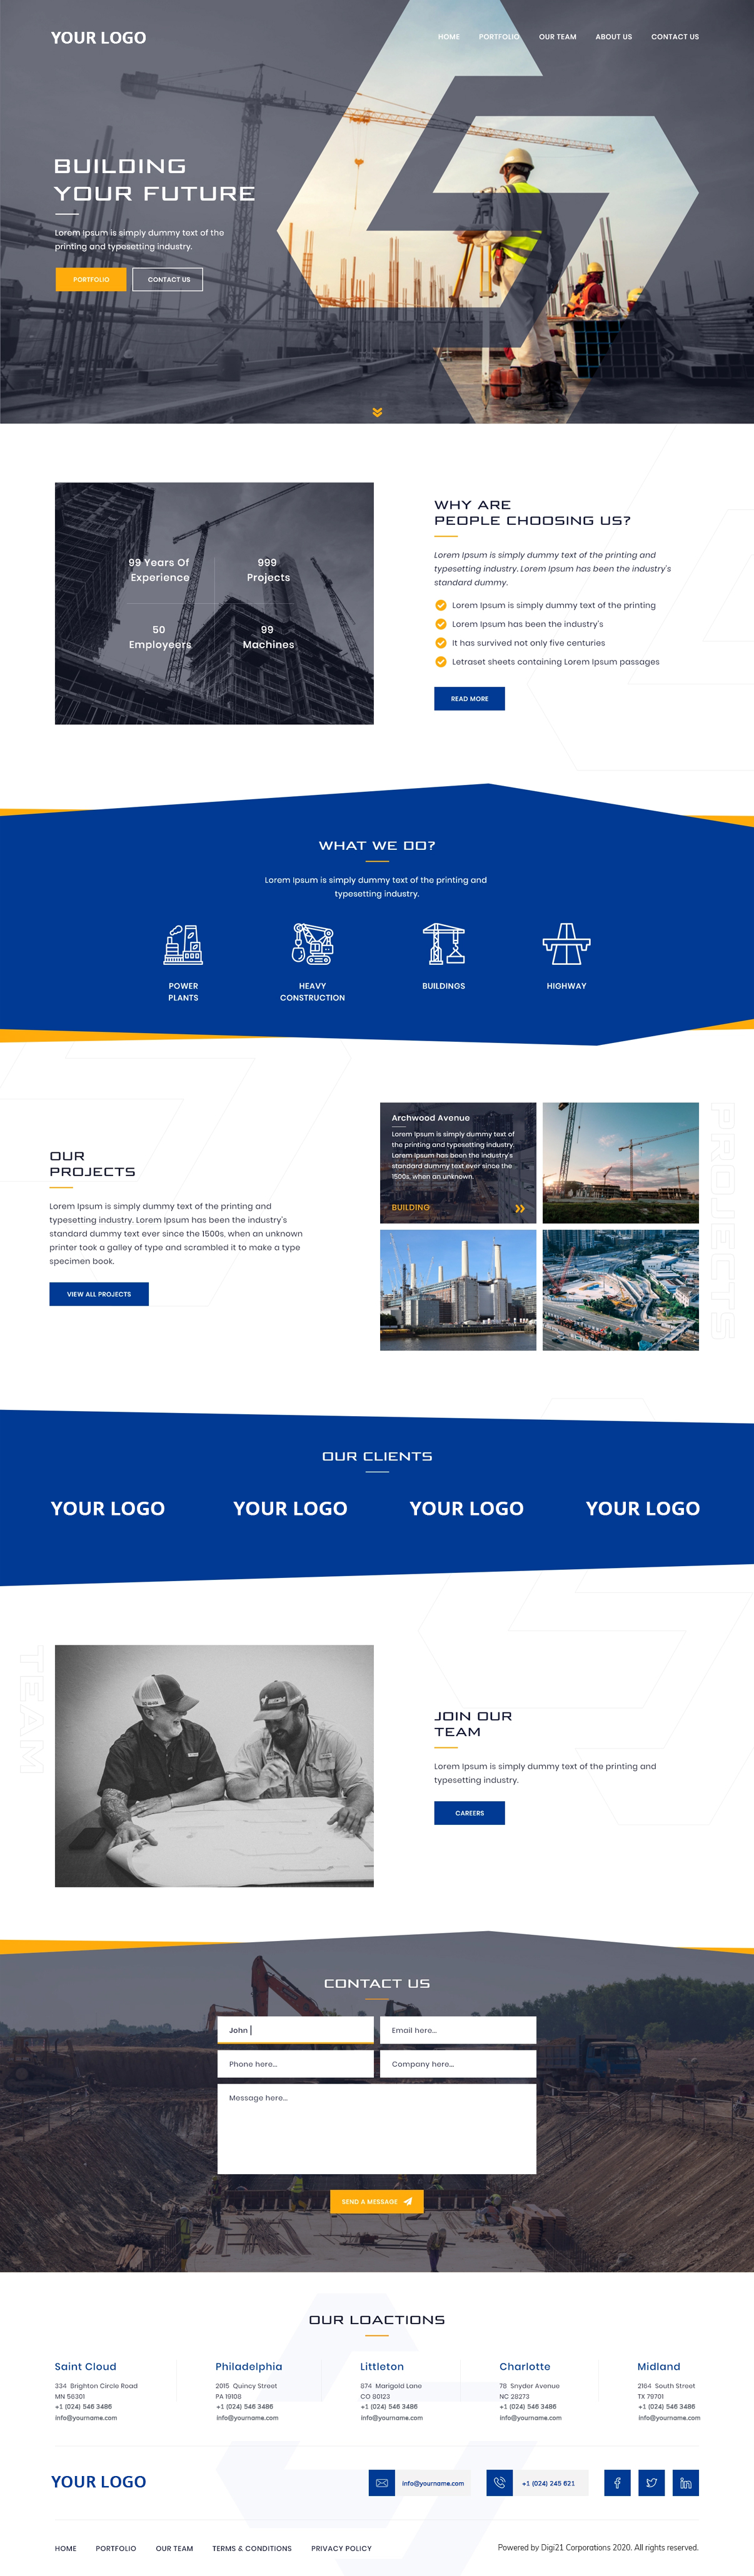 YOUR LOGO
HOME PORTFOLIO OUR TEAM ABOUT US CONTACT US
BUILDING
YOUR FUTURE
Lorem Ipsum is simply dummy text of the
printing and typesetting industry.
PORTFOLIO CONTACT US
99 Years Of
Experience
999
Projects
50
Employeers
99
Machines
WHY ARE
PEOPLE CHOOSING US?
Lorem Ipsum is simply dummy text of the printing and
typesetting industry. Lorem Ipsum has been the industry's
standard dummy.
Lorem Ipsum is simply dummy text of the printing
Lorem Ipsum has been the industry's
It has survived not only five centuries
Letraset sheets containing Lorem Ipsum passages
READ MORE
WHAT WE DO?
Lorem Ipsum is simply dummy text of the printing and
typesetting industry.
POWER
PLANTS
HEAVY
CONSTRUCTION
BUILDINGS
HIGHWAY
OUR
PROJECTS
Lorem Ipsum is simply dummy text of the printing and
typesetting industry. Lorem Ipsum has been the industry's
standard dummy text ever since the 1500s, when an unknown
printer took a galley of type and scrambled it to make a type
specimen book.
VIEW ALL PROJECTS
Archwood Avenue
Lorem Ipsum is simply dummy text of
the printing and typesetting industry.
Lorem Ipsum has been the industry's
standard dummy text ever since the
1500s, when an unknown.
BUILDING
PROJECTS
OUR CLIENTS
YOUR LOGO YOUR LOGO YOUR LOGO YOUR LOGO
TEAM
JOIN OUR
TEAM
Lorem Ipsum is simply dummy text of the printing and
typesetting industry.
CAREERS
CONTACT US
John
Email here...
Phone here...
Company here...
Message here...
SEND A MESSAGE
OUR LOACTIONS
Saint Cloud
334 Brighton Circle Road
MN 56301
+1 (024) 546 3486
info@yourname.com
Philadelphia
2015 Quincy Street
PA 19108
+1 (024) 546 3486
info@yourname.com
Littleton
874 Marigold Lane
CO 80123
+1 (024) 546 3486
info@yourname.com
Charlotte
78 Snyder Avenue
NC 28273
+1 (024) 546 3486
info@yourname.com
Midland
2164 South Street
TX 79701
+1 (024) 546 3486
info@yourname.com
YOUR LOGO
info@yourname.com
+1 (024) 245 621
HOME PORTFOLIO OUR TEAM TERMS & CONDITIONS PRIVACY POLICY
Powered by Digi21 Corporations 2020. All rights reserved.